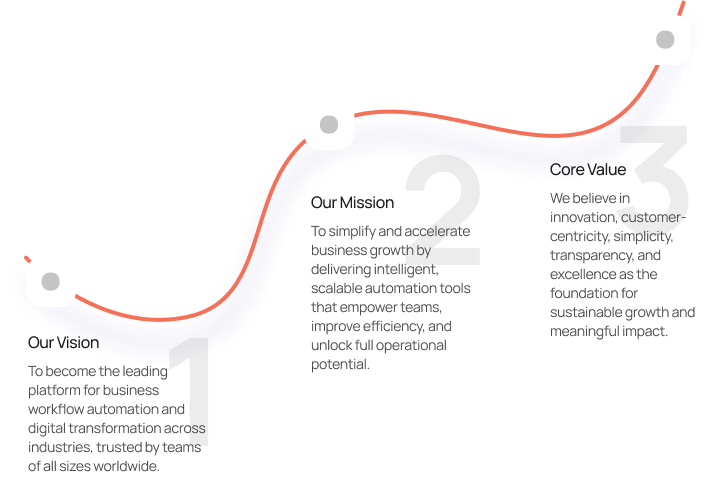 1
Our Vision
To become the leading
platform for business
workflow automation and
digital transformation across
industries, trusted by teams
of all sizes worldwide.
2
Our Mission
To simplify and accelerate
business growth by
delivering intelligent,
scalable automation tools
that empower teams,
improve efficiency, and
unlock full operational
potential.
3
Core Value
We believe in
innovation, customer-
centricity, simplicity,
transparency, and
excellence as the
foundation for
sustainable growth and
meaningful impact.